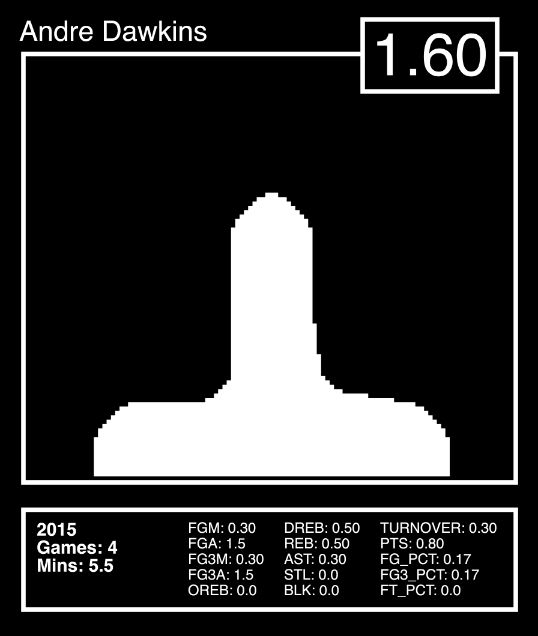 Andre Dawkins
1.60
2015
Games: 4
Mins: 5.5
FGM: 0.30
FGA: 1.5
FG3M: 0.30
FG3A: 1.5
OREB: 0.0
DREB: 0.50
REB: 0.50
AST: 0.30
STL: 0.0
BLK: 0.0
TURNOVER: 0.30
PTS: 0.80
FG_PCT: 0.17
FG3_PCT: 0.17
FT_PCT: 0.0